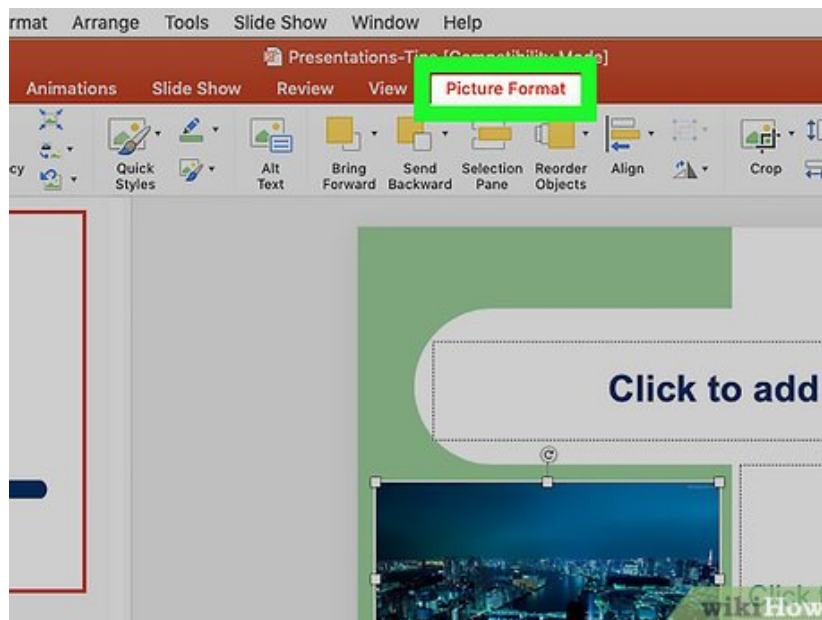 rmat Arrange Tools Slide Show Window Help
Presentations-Tips [Compatibility Mode]
Animations Slide Show Review View Picture Format
cy
Quick Styles
Alt Text
Bring Forward
Send Backward
Selection Pane
Reorder Objects
Align
Crop
Click to add
Click t
wikiHow